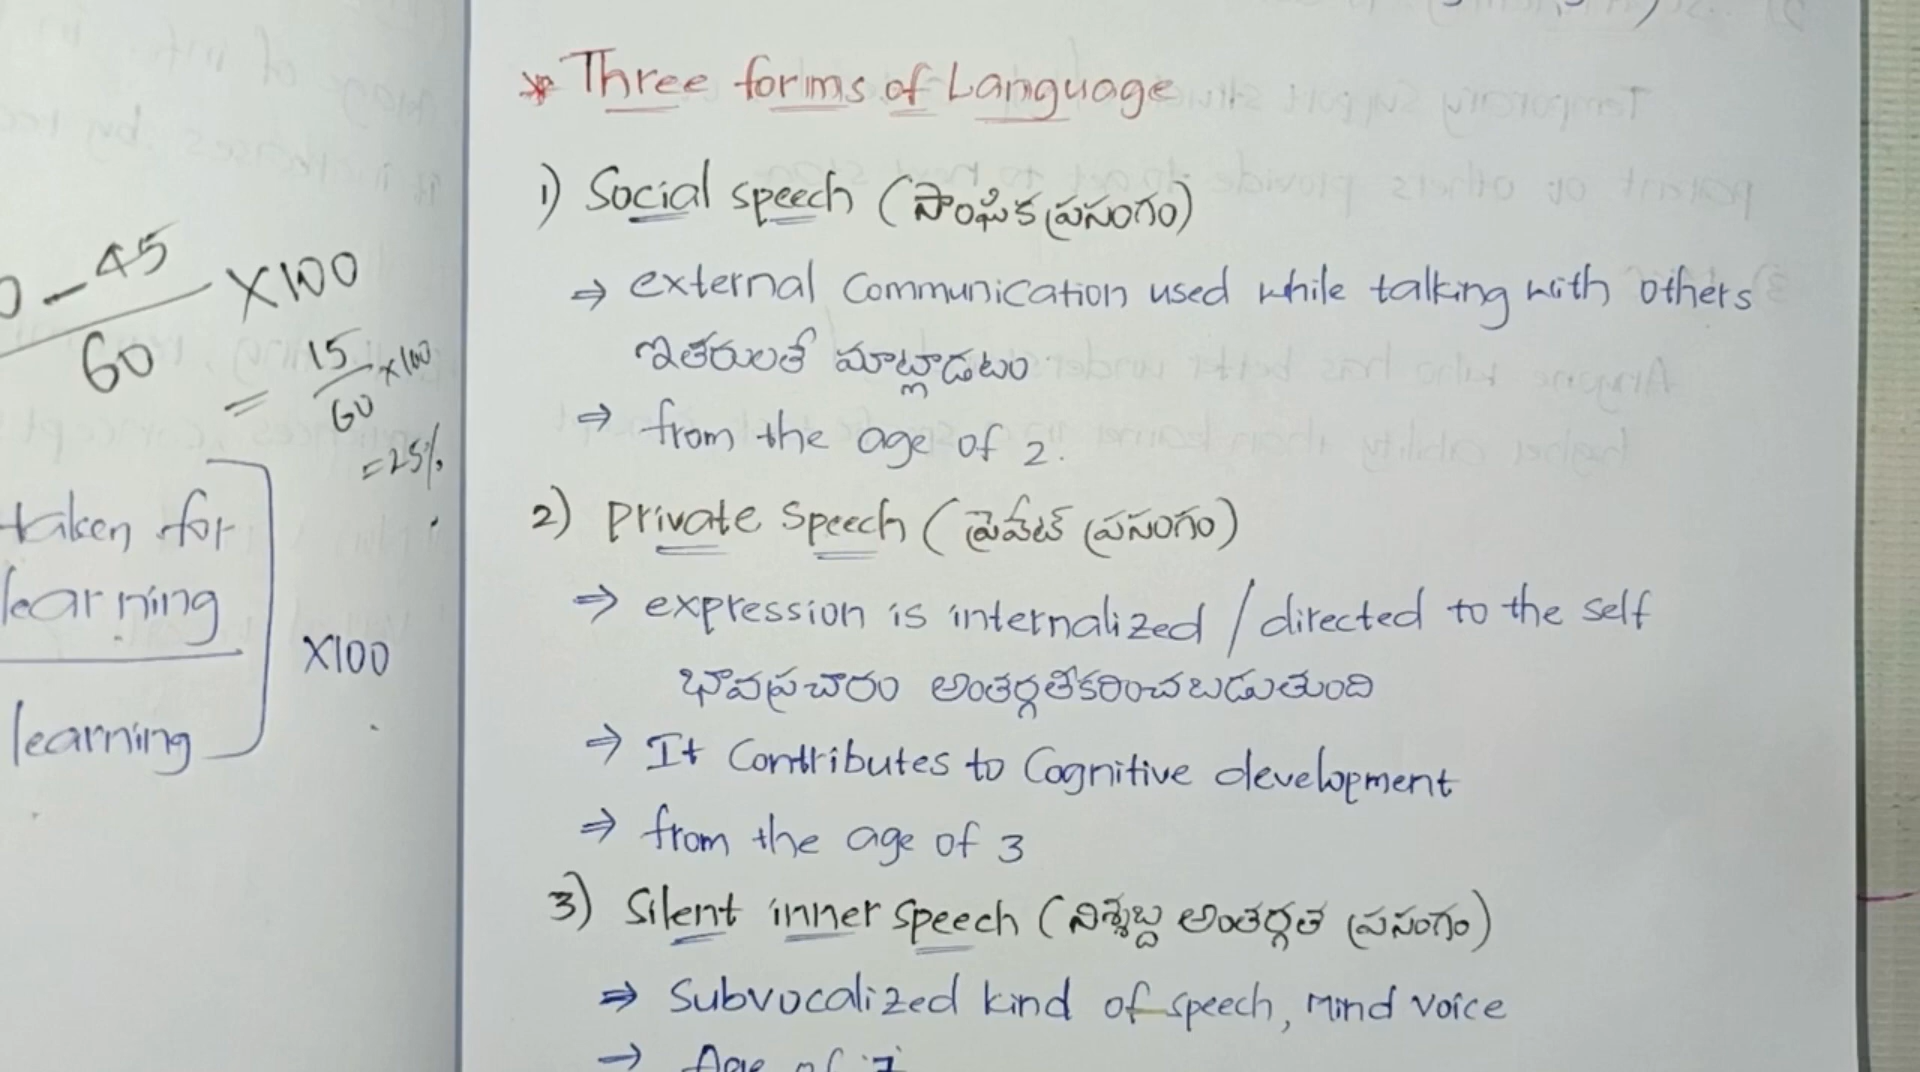 -45
60
X100
= 15
60 x100
=25%
taken for
learning
learning
X100
* Three forms of Language
1) Social speech (సాంఘిక ప్రసంగం)
⇒ external Communication used while talking with others
ఇతరులతో మాట్లాడటం
⇒ from the age of 2.
2) Private Speech (ప్రైవేట్ ప్రసంగం)
⇒ expression is internalized / directed to the self
భావప్రచారం అంతర్గతీకరించబడుతుంది
⇒ It Contributes to Cognitive development
⇒ from the age of 3
3) Silent inner Speech (నిశ్శబ్ద అంతర్గత ప్రసంగం)
⇒ Subvocalized kind of speech, Mind Voice
→ Age of 7